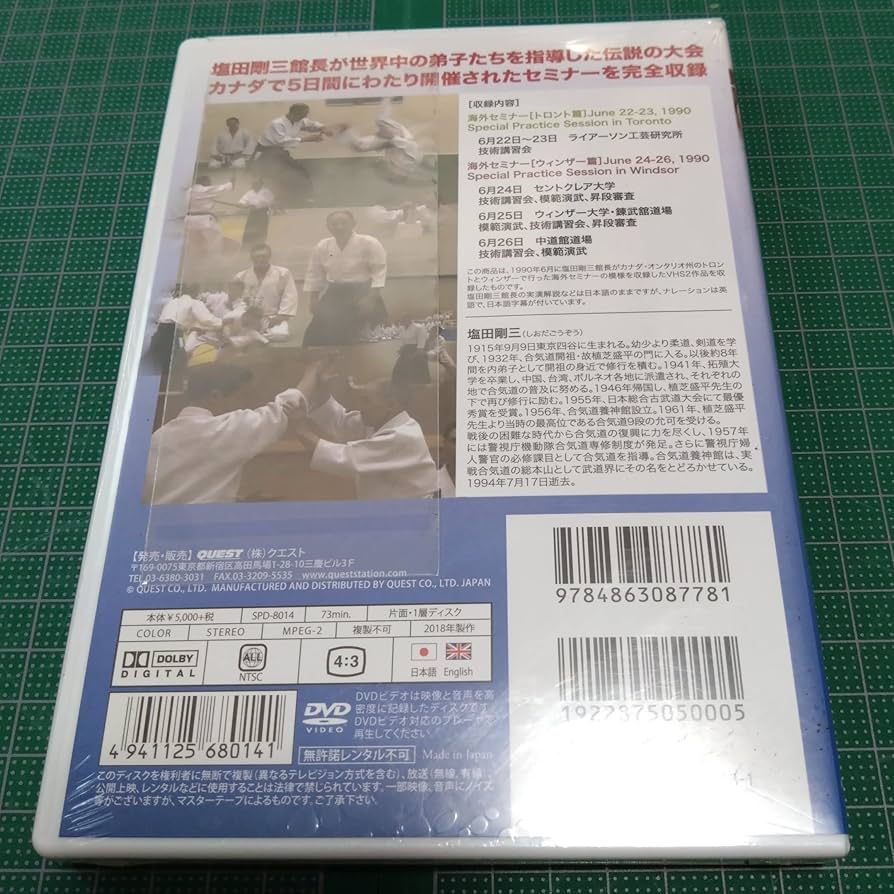 塩田剛三館長が世界中の弟子たちを指導した伝説の大会
カナダで5日間にわたり開催されたセミナーを完全収録
[収録内容]
海外セミナー[トロント篇]June 22-23, 1990
Special Practice Session in Toronto
6月22日～23日 ライアーソン工芸研究所
技術講習会
海外セミナー[ウィンザー篇]June 24-26, 1990
Special Practice Session in Windsor
6月24日 セントクレア大学
技術講習会、模範演武、昇段審査
6月25日 ウィンザー大学・錬武館道場
模範演武、技術講習会、昇段審査
6月26日 中道館道場
技術講習会、模範演武
この商品は、1990年6月に塩田剛三館長がカナダ・オンタリオ州のトロン
トとウィンザーで行った海外セミナーの模様を収録したVHS2作品を収
録したものです。
塩田剛三館長の実演解説などは日本語のままですが、ナレーションは英
語で、日本語字幕が付いています。
塩田剛三(しおだごうぞう)
1915年9月9日東京四谷に生まれる。幼少より柔道、剣道を学
び、1932年、合気道開祖・故植芝盛平の門に入る。以後約8年
間を内弟子として開祖の身近で修行を積む。1941年、拓殖大
学を卒業し、中国、台湾、ボルネオ各地に派遣され、それぞれの
地で合気道の普及に努める。1946年帰国し、植芝盛平先生の
下で再び修行に励む。1955年、日本総合古武道大会にて最優
秀賞を受賞。1956年、合気道養神館設立。1961年、植芝盛平
先生より当時の最高位である合気道9段の允可を受ける。
戦後の困難な時代から合気道の復興に力を尽くし、1957年
には警視庁機動隊合気道専修制度が発足。さらに警視庁婦
人警官の必修課目として合気道を指導。合気道養神館は、実
戦合気道の総本山として武道界にその名をとどろかせている。
1994年7月17日逝去。
【発売・販売】QUEST (株)クエスト
〒169-0075東京都新宿区高田馬場1-28-10三慶ビル3F
TEL.03-6380-3031 FAX.03-3209-5535 www.queststation.com
© QUEST CO., LTD. MANUFACTURED AND DISTRIBUTED BY QUEST CO., LTD. JAPAN
本体¥5,000+税 SPD-8014 73min. 片面・1層ディスク
COLOR STEREO MPEG-2 複製不可 2018年製作
DOLBY
DIGITAL
ALL
NTSC
4:3
日本語 English
4941125680141
DVD
VIDEO
DVDビデオは映像と音声を高
密度に記録したディスクです。
DVDビデオ対応のプレーヤーで
再生してください。
無許諾レンタル不可 Made in Japan
このディスクを権利者に無断で複製(異なるテレビジョン方式を含む)、放送(無線、有線)、
公開上映、レンタルなどに使用することは法律で禁じられています。一部映像、音声にノイズ
等がございますが、マスターテープによるものです。ご了承下さい。
9784863087781
1922875050005